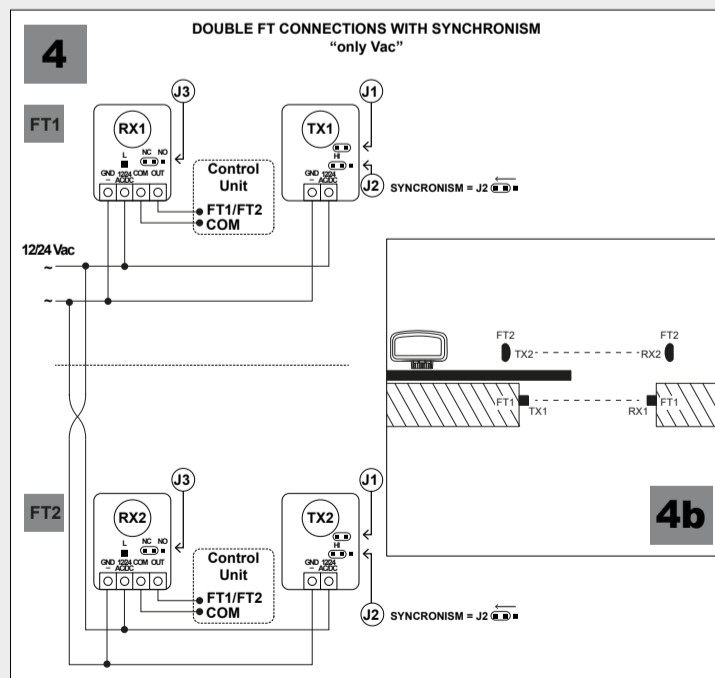 4
DOUBLE FT CONNECTIONS WITH SYNCHRONISM
“only Vac”
FT1
J3
J1
RX1
TX1
L
NC NO
HI
GND 12/24 COM OUT
– AC/DC
GND 12/24
– AC/DC
Control
Unit
FT1/FT2
COM
J2
SYNCRONISM = J2
12/24 Vac
~
~
FT2
FT2
TX2
RX2
FT1
TX1
RX1
FT1
4b
FT2
J3
J1
RX2
TX2
L
NC NO
HI
GND 12/24 COM OUT
– AC/DC
GND 12/24
– AC/DC
Control
Unit
FT1/FT2
COM
J2
SYNCRONISM = J2